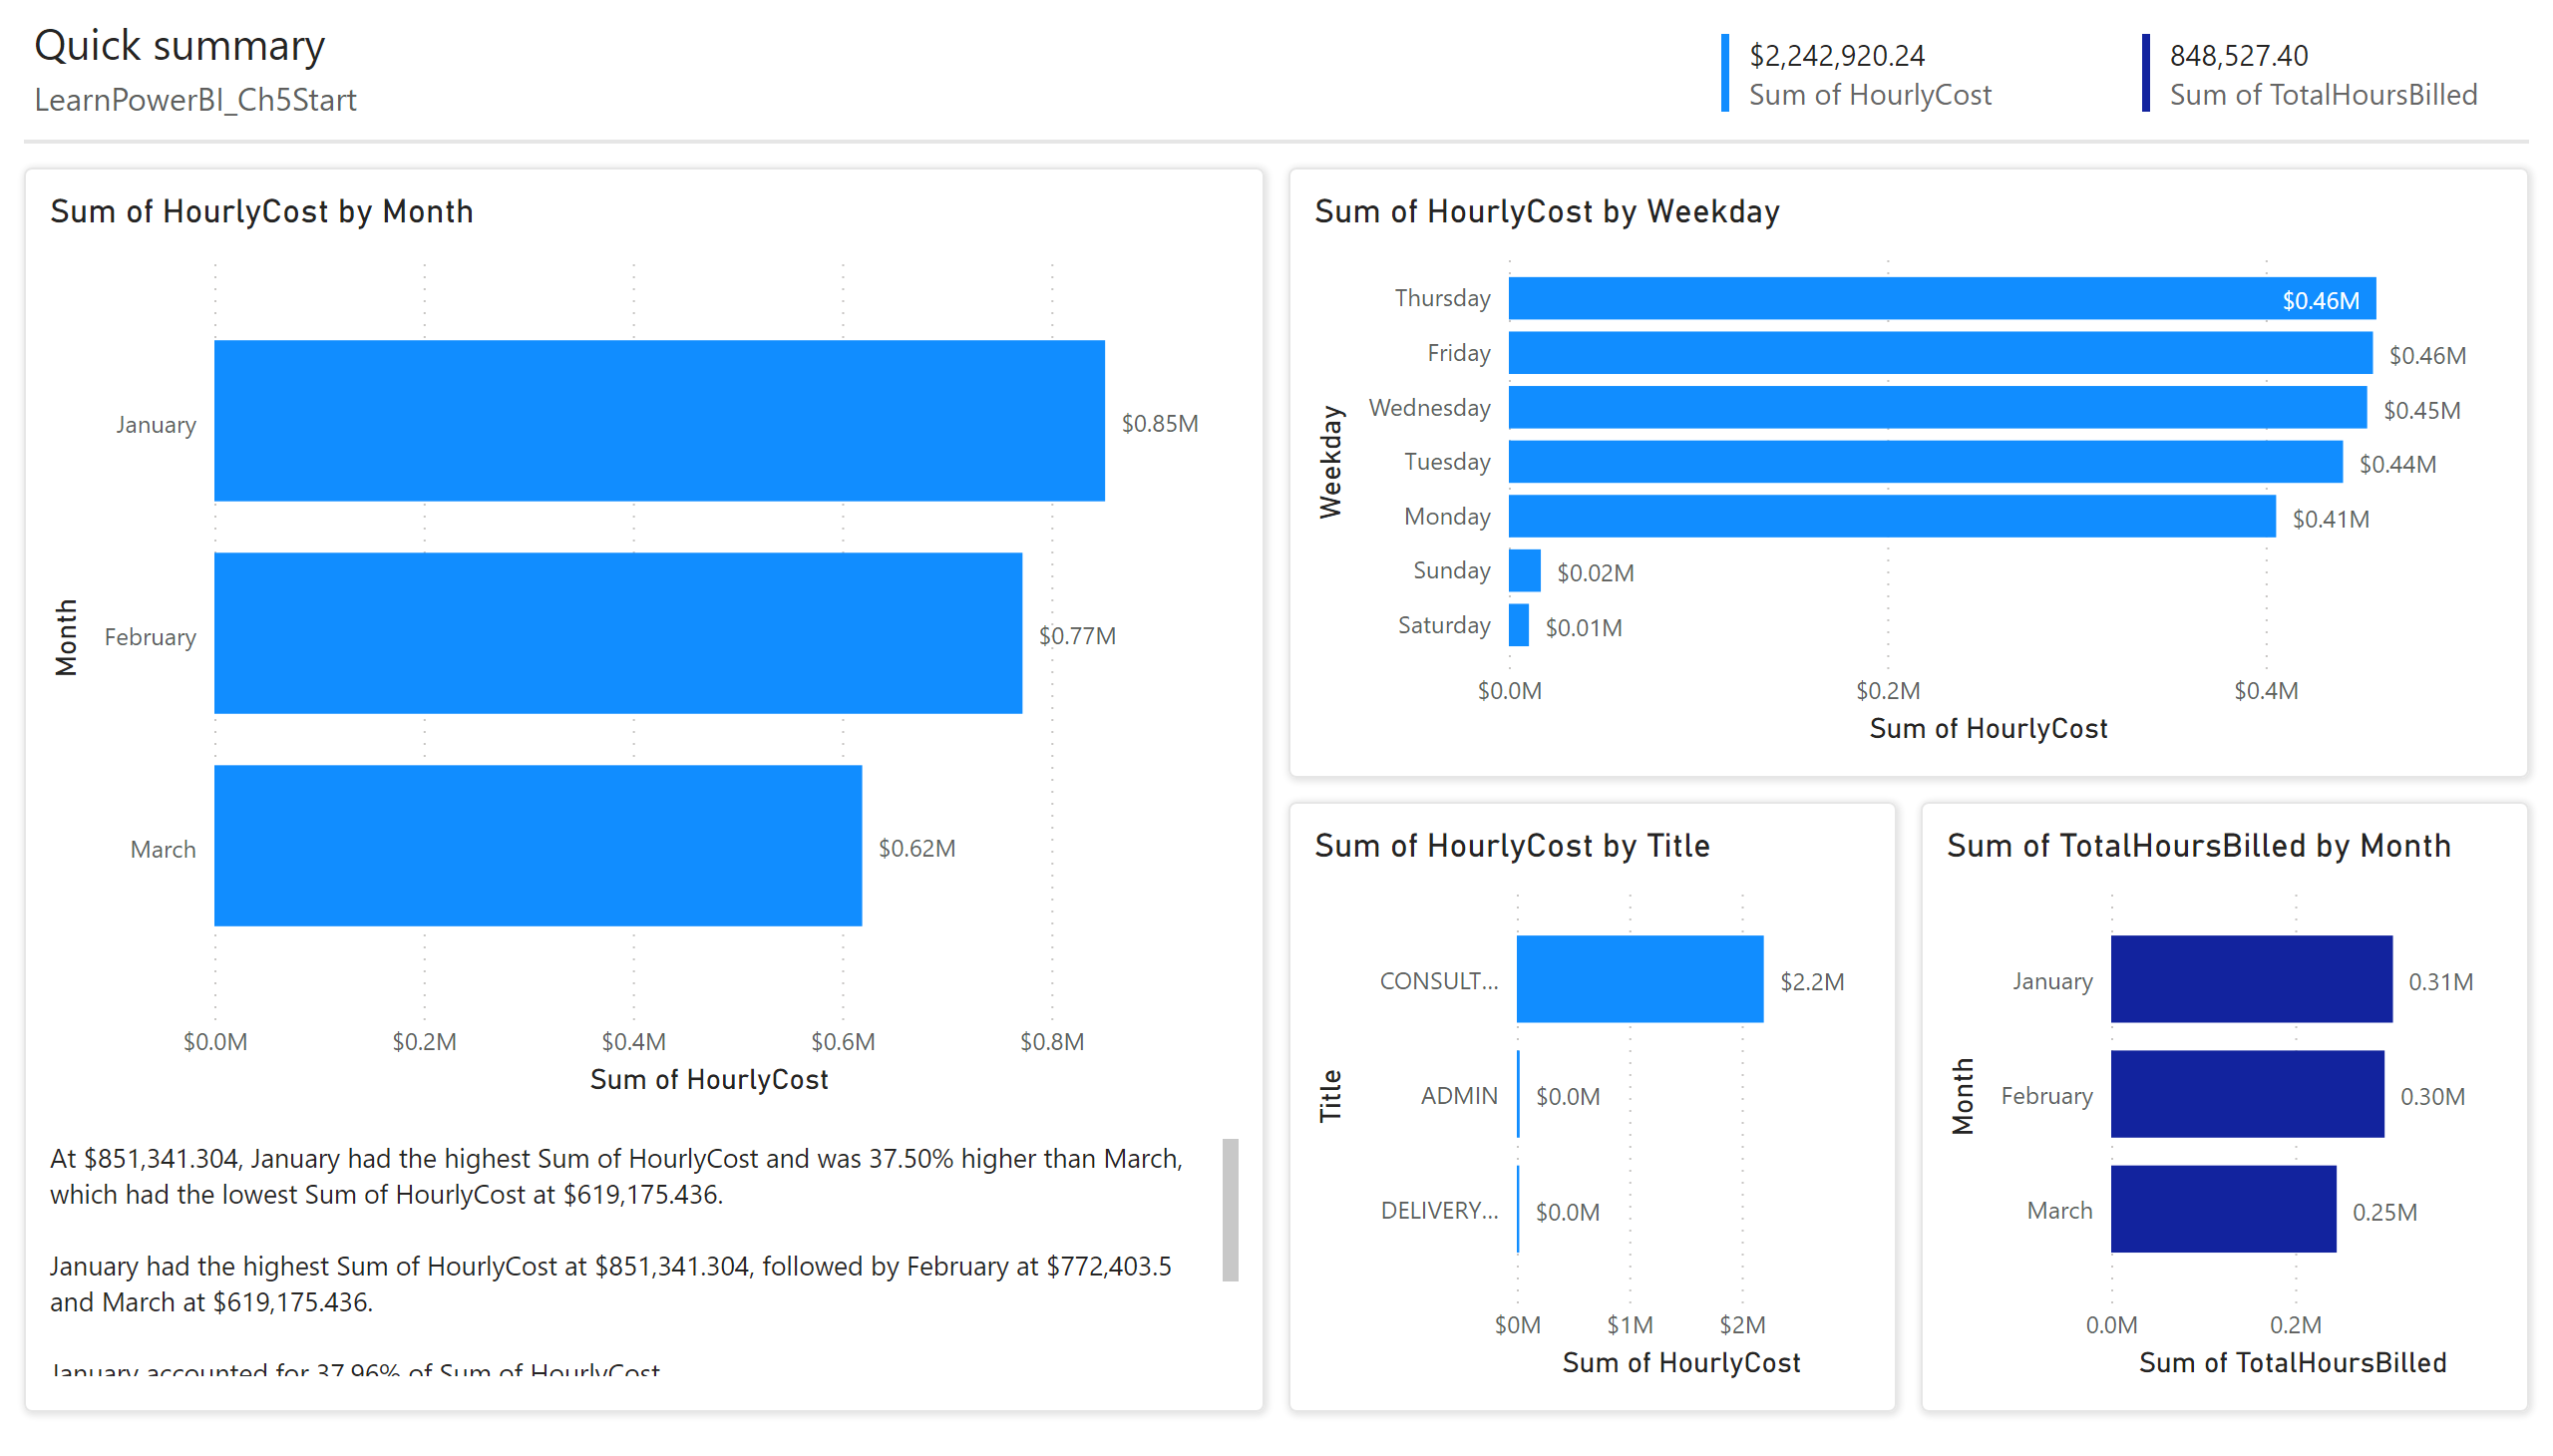 Quick summary
LearnPowerBI_Ch5Start
$2,242,920.24
Sum of HourlyCost
848,527.40
Sum of TotalHoursBilled
Sum of HourlyCost by Month
Month
January
$0.85M
February
$0.77M
March
$0.62M
$0.0M $0.2M $0.4M $0.6M $0.8M
Sum of HourlyCost
At $851,341.304, January had the highest Sum of HourlyCost and was 37.50% higher than March,
which had the lowest Sum of HourlyCost at $619,175.436.
January had the highest Sum of HourlyCost at $851,341.304, followed by February at $772,403.5
and March at $619,175.436.
January accounted for 37.96% of Sum of HourlyCost
Sum of HourlyCost by Weekday
Weekday
Thursday $0.46M
Friday $0.46M
Wednesday $0.45M
Tuesday $0.44M
Monday $0.41M
Sunday $0.02M
Saturday $0.01M
$0.0M $0.2M $0.4M
Sum of HourlyCost
Sum of HourlyCost by Title
Title
CONSULT... $2.2M
ADMIN $0.0M
DELIVERY... $0.0M
$0M $1M $2M
Sum of HourlyCost
Sum of TotalHoursBilled by Month
Month
January 0.31M
February 0.30M
March 0.25M
0.0M 0.2M
Sum of TotalHoursBilled